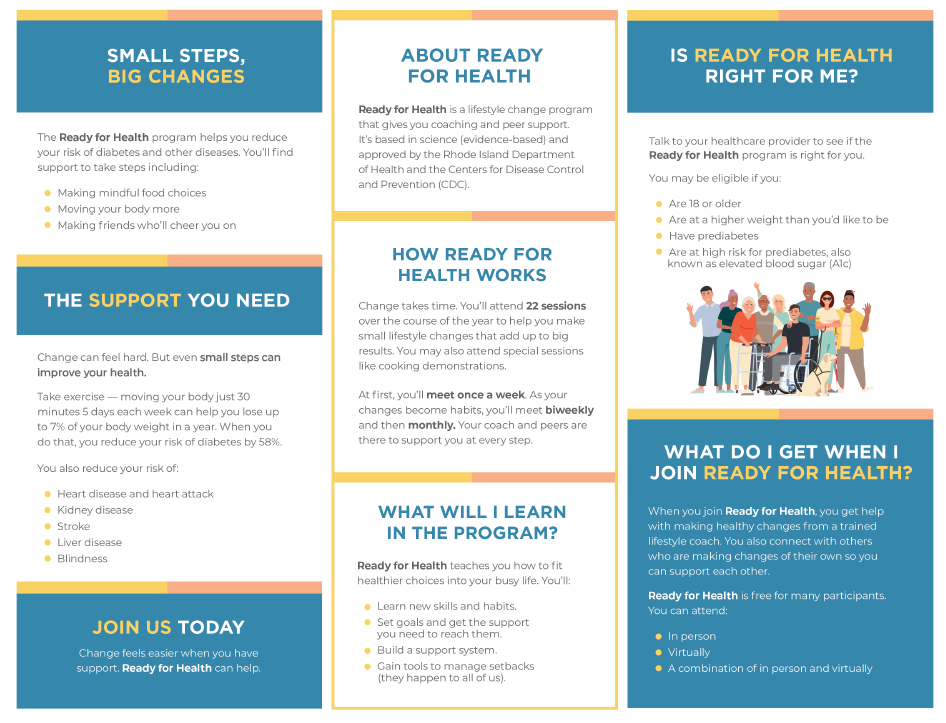 SMALL STEPS,
BIG CHANGES
The Ready for Health program helps you reduce
your risk of diabetes and other diseases. You'll find
support to take steps including:
Making mindful food choices
Moving your body more
Making friends who'll cheer you on
THE SUPPORT YOU NEED
Change can feel hard. But even small steps can
improve your health.
Take exercise — moving your body just 30
minutes 5 days each week can help you lose up
to 7% of your body weight in a year. When you
do that, you reduce your risk of diabetes by 58%.
You also reduce your risk of:
Heart disease and heart attack
Kidney disease
Stroke
Liver disease
Blindness
JOIN US TODAY
Change feels easier when you have
support. Ready for Health can help.
ABOUT READY
FOR HEALTH
Ready for Health is a lifestyle change program
that gives you coaching and peer support.
It's based in science (evidence-based) and
approved by the Rhode Island Department
of Health and the Centers for Disease Control
and Prevention (CDC).
HOW READY FOR
HEALTH WORKS
Change takes time. You'll attend 22 sessions
over the course of the year to help you make
small lifestyle changes that add up to big
results. You may also attend special sessions
like cooking demonstrations.
At first, you'll meet once a week. As your
changes become habits, you'll meet biweekly
and then monthly. Your coach and peers are
there to support you at every step.
WHAT WILL I LEARN
IN THE PROGRAM?
Ready for Health teaches you how to fit
healthier choices into your busy life. You'll:
Learn new skills and habits.
Set goals and get the support
you need to reach them.
Build a support system.
Gain tools to manage setbacks
(they happen to all of us).
IS READY FOR HEALTH
RIGHT FOR ME?
Talk to your healthcare provider to see if the
Ready for Health program is right for you.
You may be eligible if you:
Are 18 or older
Are at a higher weight than you'd like to be
Have prediabetes
Are at high risk for prediabetes, also
known as elevated blood sugar (A1c)
WHAT DO I GET WHEN I
JOIN READY FOR HEALTH?
When you join Ready for Health, you get help
with making healthy changes from a trained
lifestyle coach. You also connect with others
who are making changes of their own so you
can support each other.
Ready for Health is free for many participants.
You can attend:
In person
Virtually
A combination of in person and virtually